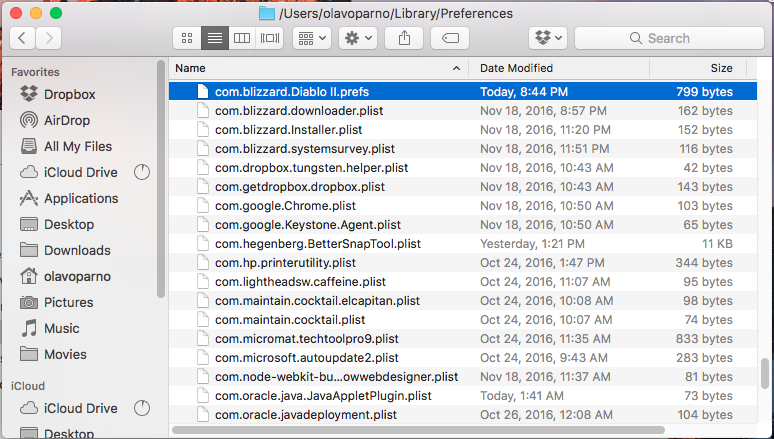 /Users/olavoparno/Library/Preferences
Search
Favorites
Dropbox
AirDrop
All My Files
iCloud Drive
Applications
Desktop
Downloads
olavoparno
Pictures
Music
Movies
iCloud
iCloud Drive
Desktop
Name Date Modified Size
com.blizzard.Diablo II.prefs Today, 8:44 PM 799 bytes
com.blizzard.downloader.plist Nov 18, 2016, 8:57 PM 162 bytes
com.blizzard.Installer.plist Nov 18, 2016, 11:20 PM 152 bytes
com.blizzard.systemsurvey.plist Nov 18, 2016, 11:51 PM 116 bytes
com.dropbox.tungsten.helper.plist Nov 18, 2016, 10:43 AM 42 bytes
com.getdropbox.dropbox.plist Nov 18, 2016, 10:43 AM 143 bytes
com.google.Chrome.plist Nov 18, 2016, 10:50 AM 103 bytes
com.google.Keystone.Agent.plist Nov 18, 2016, 10:50 AM 65 bytes
com.hegenberg.BetterSnapTool.plist Yesterday, 1:21 PM 11 KB
com.hp.printerutility.plist Oct 24, 2016, 1:47 PM 344 bytes
com.lightheadsw.caffeine.plist Oct 24, 2016, 11:07 AM 95 bytes
com.maintain.cocktail.elcapitan.plist Oct 24, 2016, 10:08 AM 98 bytes
com.maintain.cocktail.plist Oct 24, 2016, 10:07 AM 74 bytes
com.micromat.techtoolpro9.plist Oct 24, 2016, 11:35 AM 833 bytes
com.microsoft.autoupdate2.plist Oct 24, 2016, 9:43 AM 283 bytes
com.node-webkit-bu...owwebdesigner.plist Nov 18, 2016, 11:37 AM 81 bytes
com.oracle.java.JavaAppletPlugin.plist Today, 1:41 AM 73 bytes
com.oracle.javadeployment.plist Oct 26, 2016, 12:08 AM 104 bytes